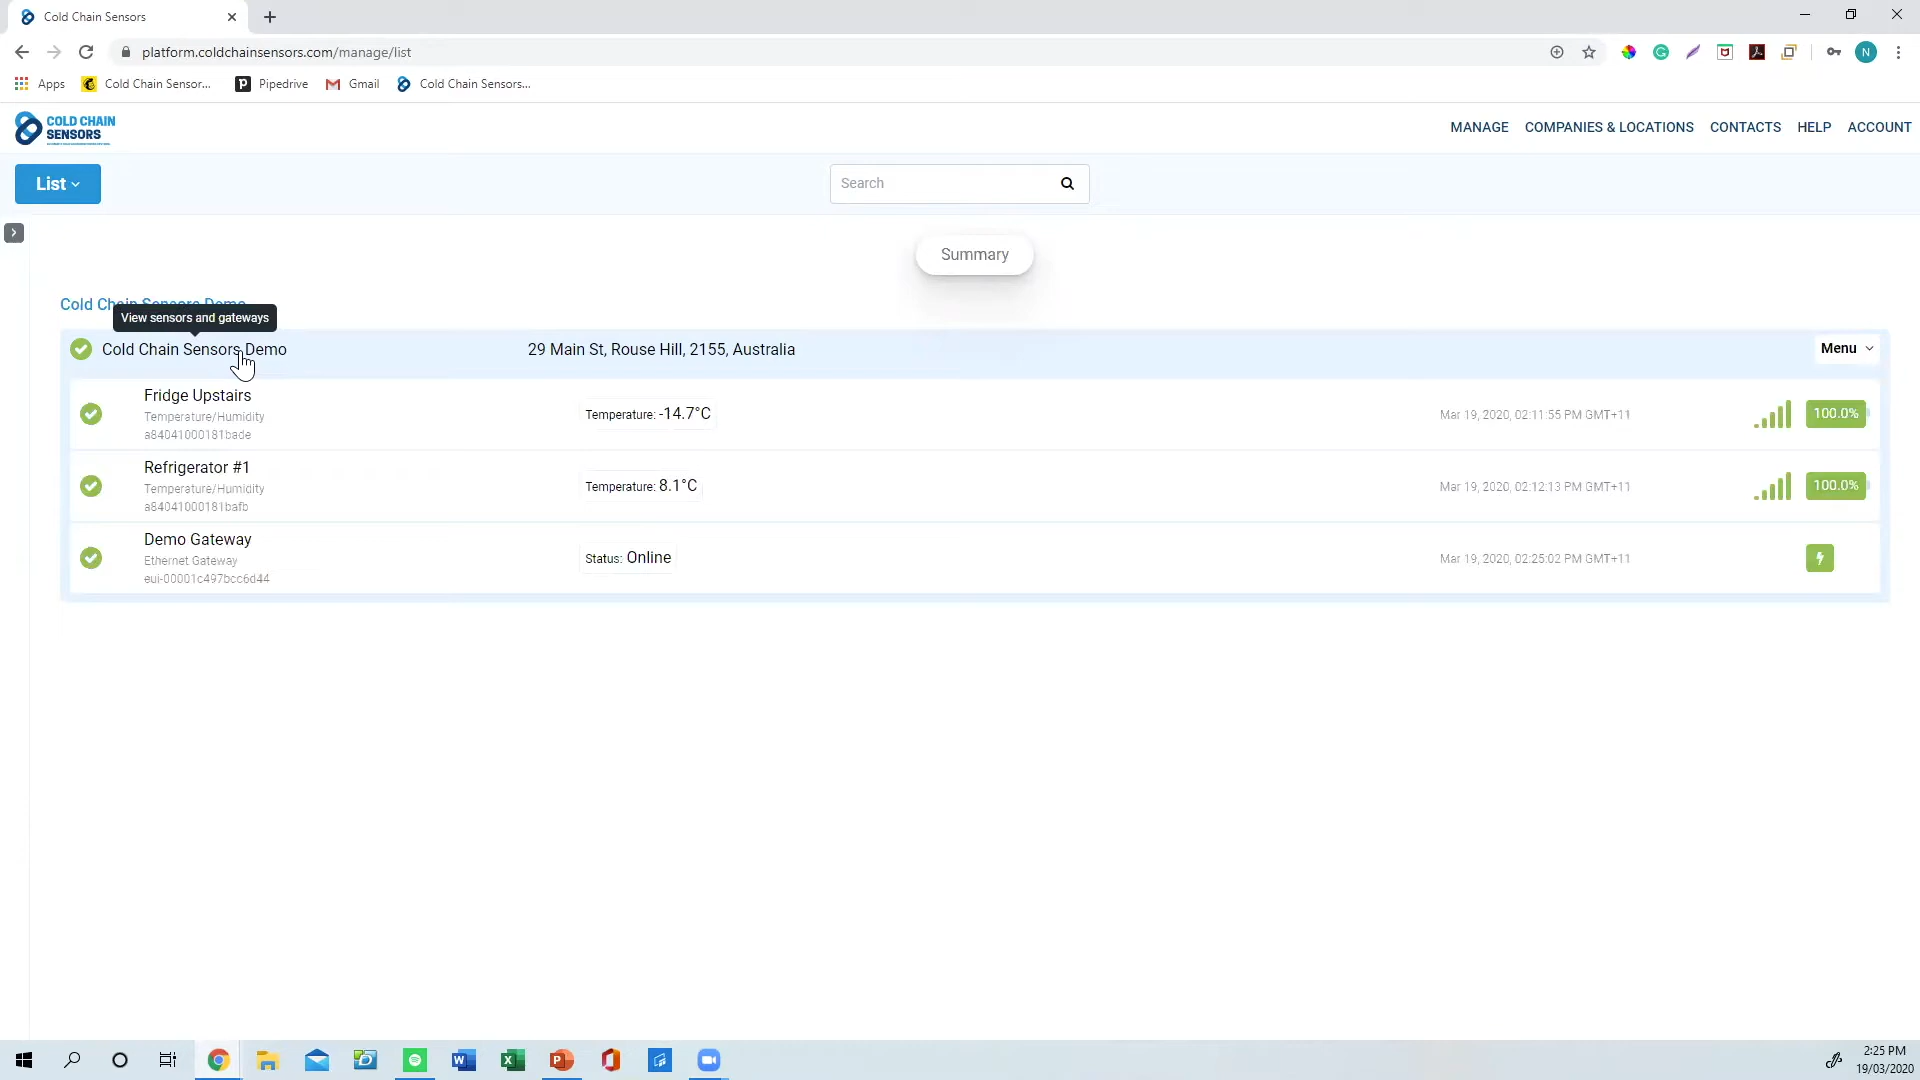 Cold Chain Sensors
platform.coldchainsensors.com/manage/list
N
Apps
Cold Chain Sensor...
Pipedrive
Gmail
Cold Chain Sensors...
COLD CHAIN
SENSORS
MANAGE
COMPANIES & LOCATIONS
CONTACTS
HELP
ACCOUNT
List
Search
Summary
Cold Chain Sensors Demo
View sensors and gateways
Cold Chain Sensors Demo
29 Main St, Rouse Hill, 2155, Australia
Menu
Fridge Upstairs
Temperature/Humidity
a84041000181bade
Temperature: -14.7°C
Mar 19, 2020, 02:11:55 PM GMT+11
100.0%
Refrigerator #1
Temperature/Humidity
a84041000181bafb
Temperature: 8.1°C
Mar 19, 2020, 02:12:13 PM GMT+11
100.0%
Demo Gateway
Ethernet Gateway
eui-00001c497bcc6d44
Status: Online
Mar 19, 2020, 02:25:02 PM GMT+11
2:25 PM
19/03/2020